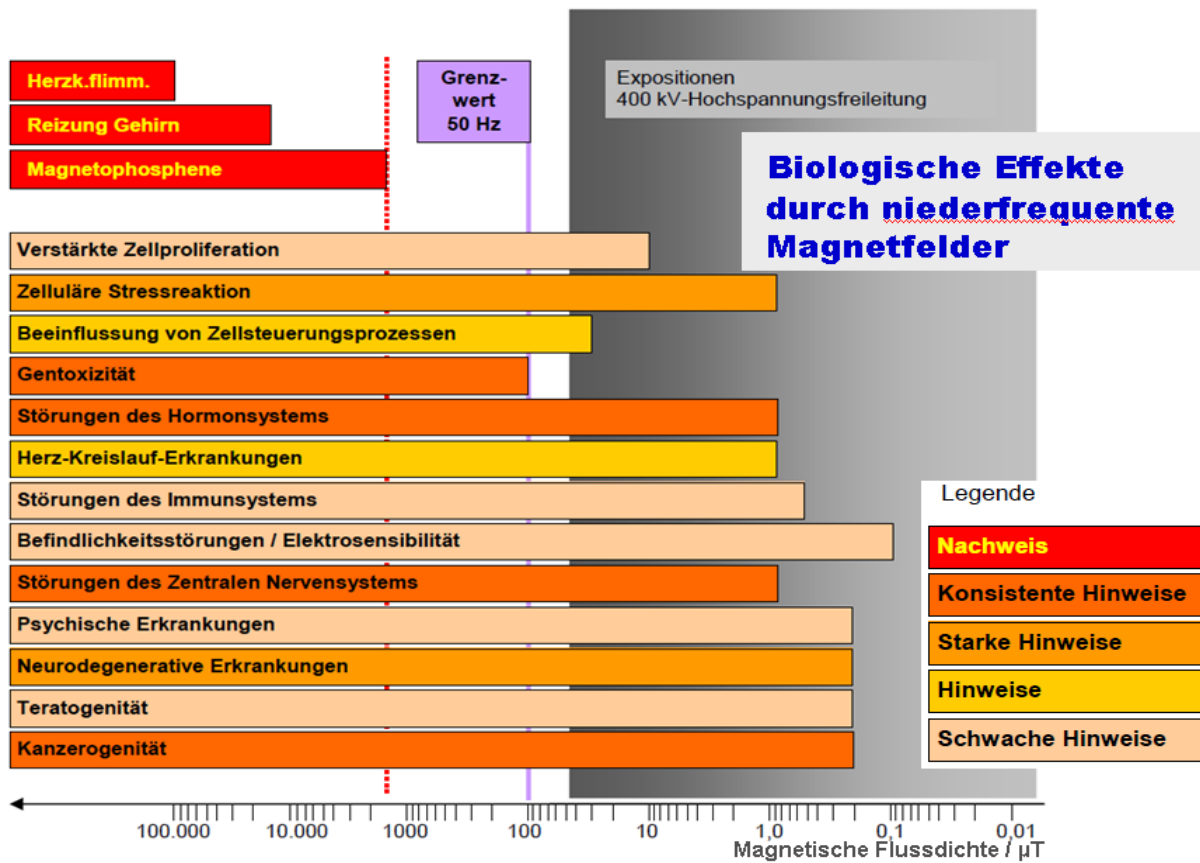 Herzk.flimm.
Reizung Gehirn
Magnetophosphene
Grenz-
wert
50 Hz
Expositionen
400 kV-Hochspannungsfreileitung
Biologische Effekte
durch niederfrequente
Magnetfelder
Verstärkte Zellproliferation
Zelluläre Stressreaktion
Beeinflussung von Zellsteuerungsprozessen
Gentoxizität
Störungen des Hormonsystems
Herz-Kreislauf-Erkrankungen
Störungen des Immunsystems
Befindlichkeitsstörungen / Elektrosensibilität
Störungen des Zentralen Nervensystems
Psychische Erkrankungen
Neurodegenerative Erkrankungen
Teratogenität
Kanzerogenität
Legende
Nachweis
Konsistente Hinweise
Starke Hinweise
Hinweise
Schwache Hinweise
100.000 10.000 1000 100 10 1,0 0,1 0,01
Magnetische Flussdichte / µT